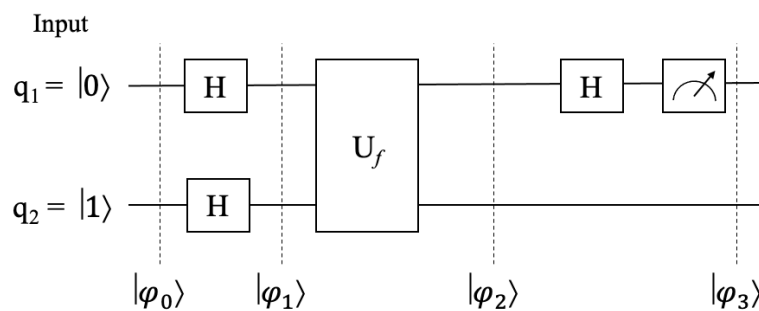 Input
q₁ = |0⟩ H H
U_f
q₂ = |1⟩ H
|φ₀⟩ |φ₁⟩ |φ₂⟩ |φ₃⟩